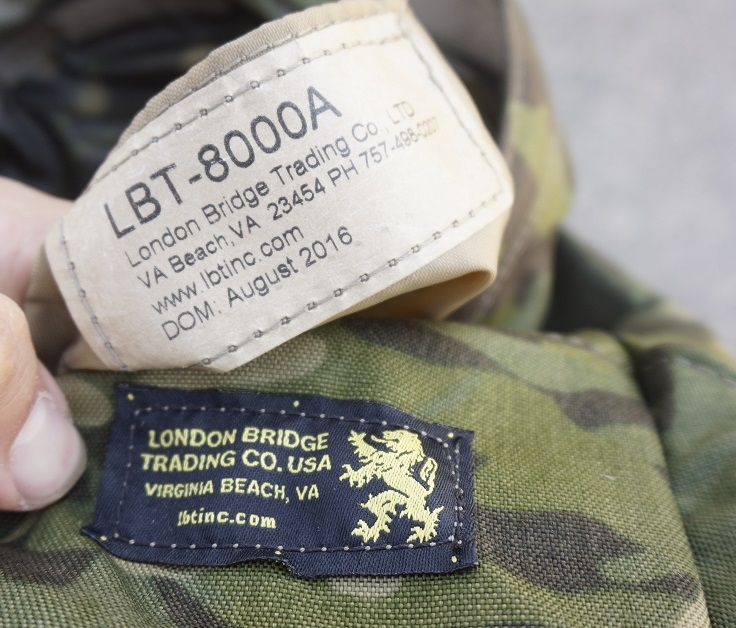 LBT-8000A
London Bridge Trading Co., LTD
VA Beach, VA 23454 PH 757-498-0207
www.lbtinc.com
DOM: August 2016
LONDON BRIDGE
TRADING CO. USA
VIRGINIA BEACH, VA
lbtinc.com